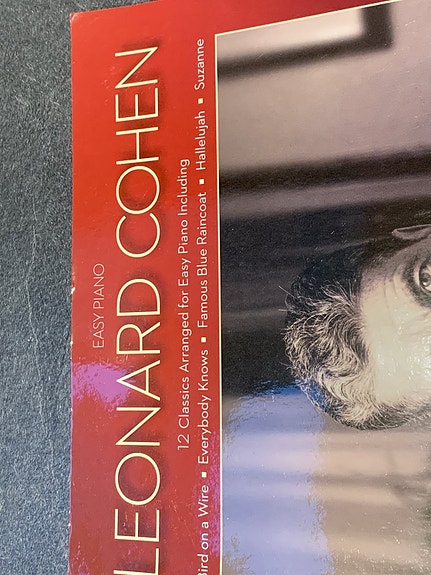 EASY PIANO
LEONARD COHEN
12 Classics Arranged for Easy Piano Including
Bird on a Wire ▪ Everybody Knows ▪ Famous Blue Raincoat ▪ Hallelujah ▪ Suzanne